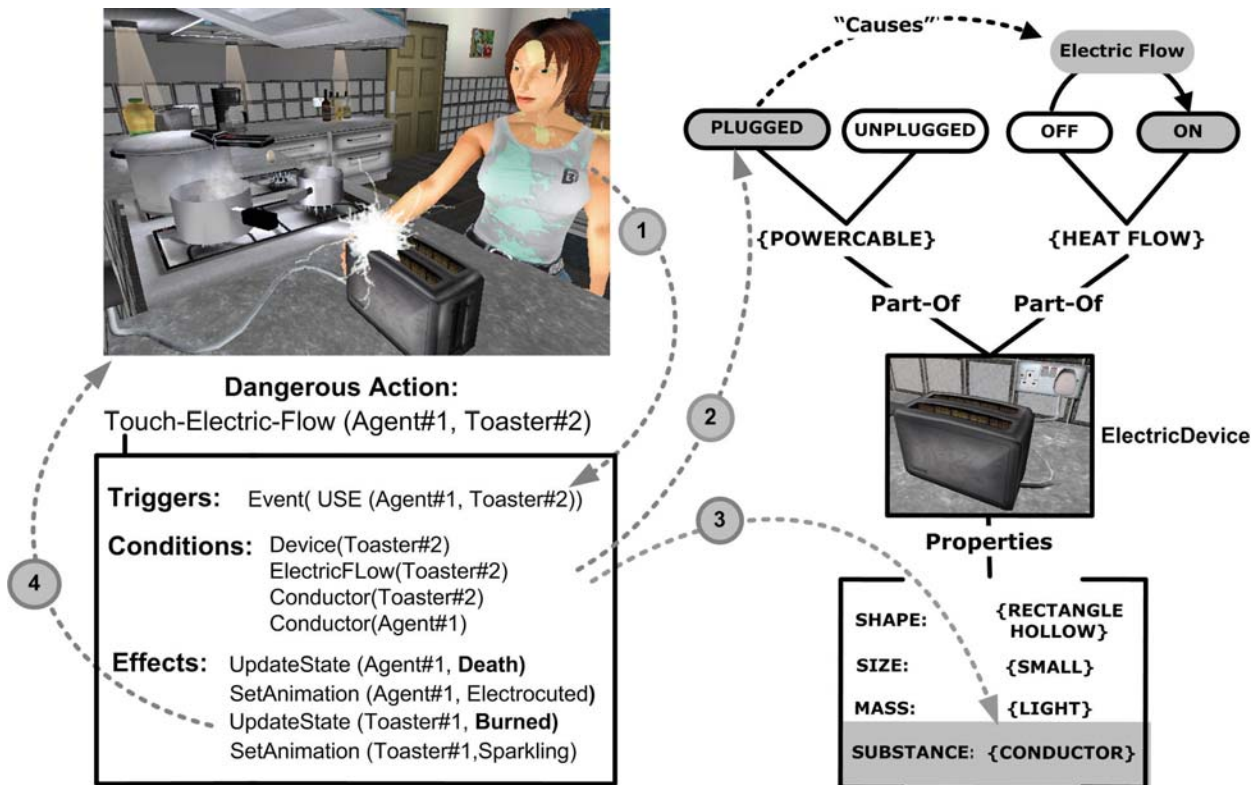 "Causes"
Electric Flow
PLUGGED
UNPLUGGED
OFF
ON
{POWERCABLE}
{HEAT FLOW}
Part-Of
Part-Of
ElectricDevice
Properties
SHAPE: {RECTANGLE
HOLLOW}
SIZE: {SMALL}
MASS: {LIGHT}
SUBSTANCE: {CONDUCTOR}
1
2
3
4
Dangerous Action:
Touch-Electric-Flow (Agent#1, Toaster#2)
Triggers: Event( USE (Agent#1, Toaster#2))
Conditions: Device(Toaster#2)
ElectricFLow(Toaster#2)
Conductor(Toaster#2)
Conductor(Agent#1)
Effects: UpdateState (Agent#1, Death)
SetAnimation (Agent#1, Electrocuted)
UpdateState (Toaster#1, Burned)
SetAnimation (Toaster#1,Sparkling)